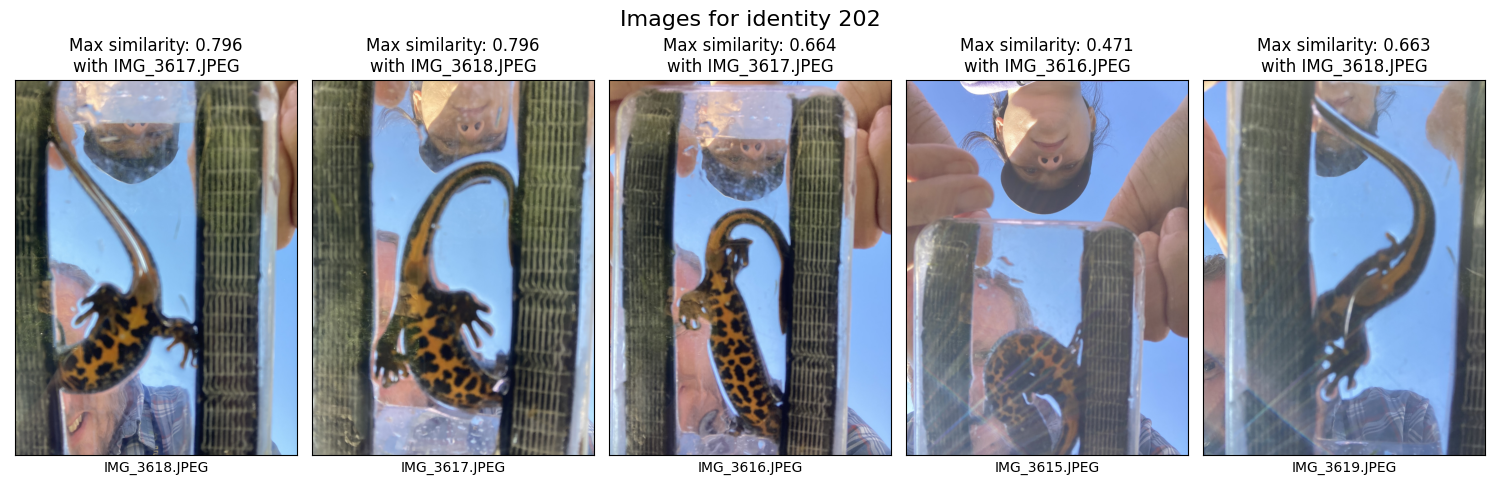 Images for identity 202
Max similarity: 0.796
with IMG_3617.JPEG
Max similarity: 0.796
with IMG_3618.JPEG
Max similarity: 0.664
with IMG_3617.JPEG
Max similarity: 0.471
with IMG_3616.JPEG
Max similarity: 0.663
with IMG_3618.JPEG
IMG_3618.JPEG
IMG_3617.JPEG
IMG_3616.JPEG
IMG_3615.JPEG
IMG_3619.JPEG